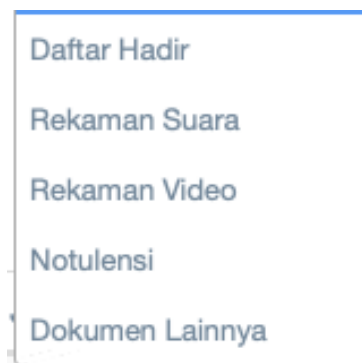 Daftar Hadir
Rekaman Suara
Rekaman Video
Notulensi
Dokumen Lainnya